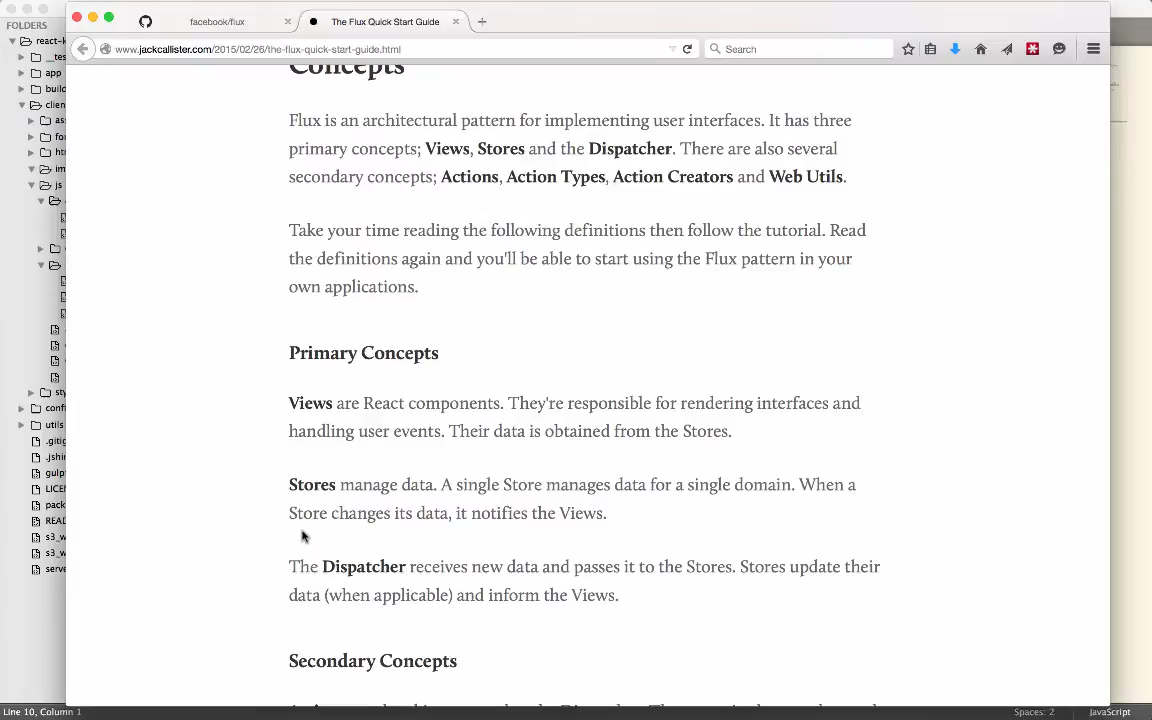 facebook/flux
The Flux Quick Start Guide
www.jackcallister.com/2015/02/26/the-flux-quick-start-guide.html
Search
FOLDERS
app
utils
Concepts
Flux is an architectural pattern for implementing user interfaces. It has three
primary concepts; Views, Stores and the Dispatcher. There are also several
secondary concepts; Actions, Action Types, Action Creators and Web Utils.
Take your time reading the following definitions then follow the tutorial. Read
the definitions again and you'll be able to start using the Flux pattern in your
own applications.
Primary Concepts
Views are React components. They're responsible for rendering interfaces and
handling user events. Their data is obtained from the Stores.
Stores manage data. A single Store manages data for a single domain. When a
Store changes its data, it notifies the Views.
The Dispatcher receives new data and passes it to the Stores. Stores update their
data (when applicable) and inform the Views.
Secondary Concepts
Line 10, Column 1
Spaces: 2
JavaScript